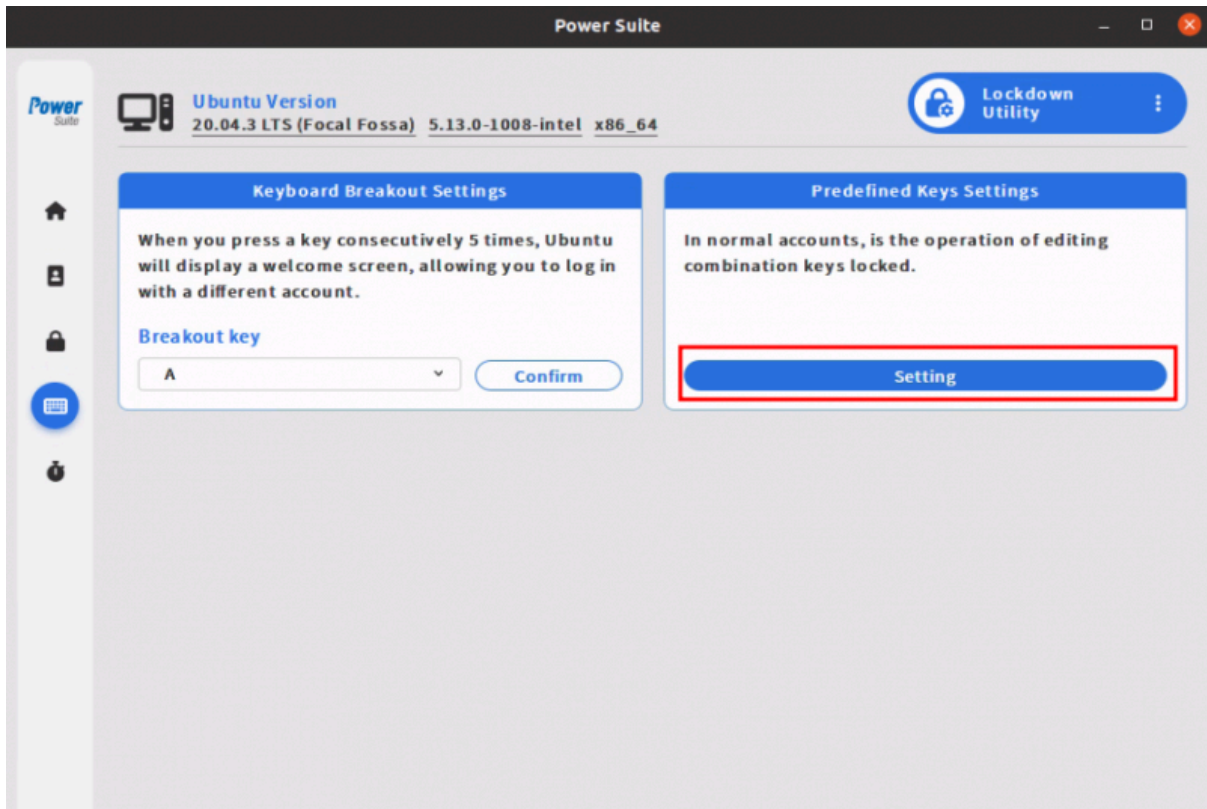 Power Suite
Power
Suite
Ubuntu Version
20.04.3 LTS (Focal Fossa) 5.13.0-1008-intel x86_64
Lockdown
Utility
Keyboard Breakout Settings
When you press a key consecutively 5 times, Ubuntu
will display a welcome screen, allowing you to log in
with a different account.
Breakout key
A
Confirm
Predefined Keys Settings
In normal accounts, is the operation of editing
combination keys locked.
Setting